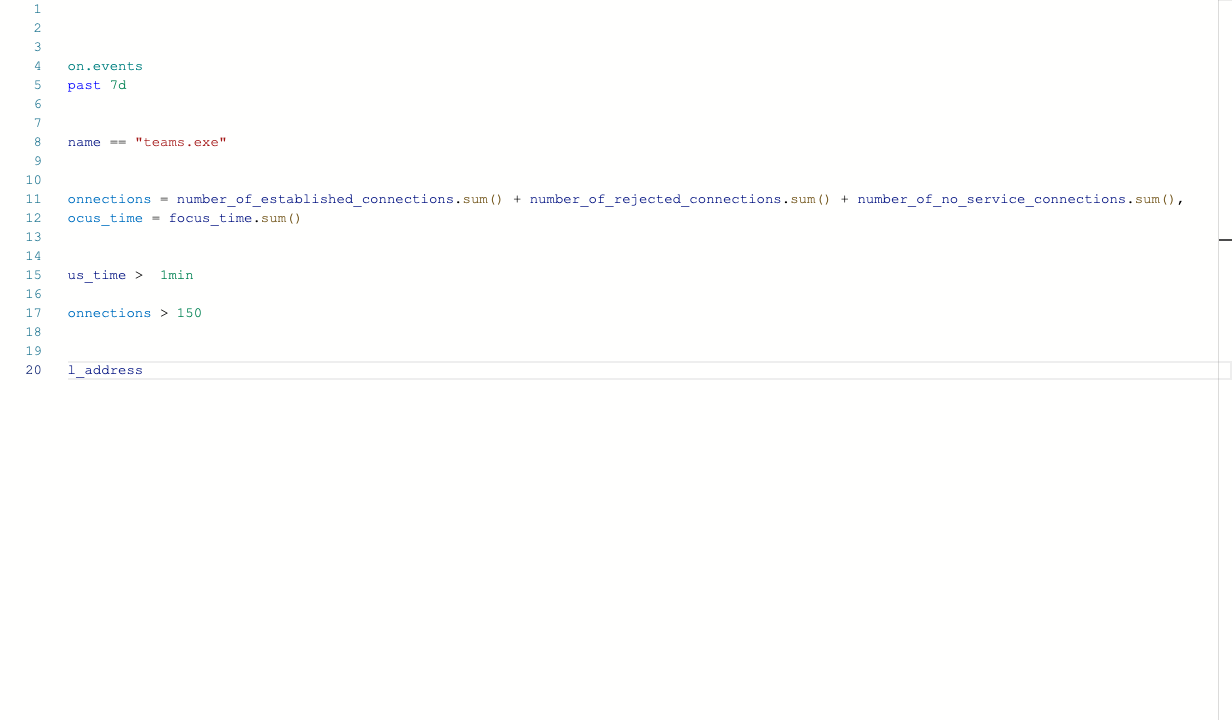 1
2
3
4 on.events
5 past 7d
6
7
8 name == "teams.exe"
9
10
11 onnections = number_of_established_connections.sum() + number_of_rejected_connections.sum() + number_of_no_service_connections.sum(),
12 ocus_time = focus_time.sum()
13
14
15 us_time >  1min
16
17 onnections > 150
18
19
20 l_address